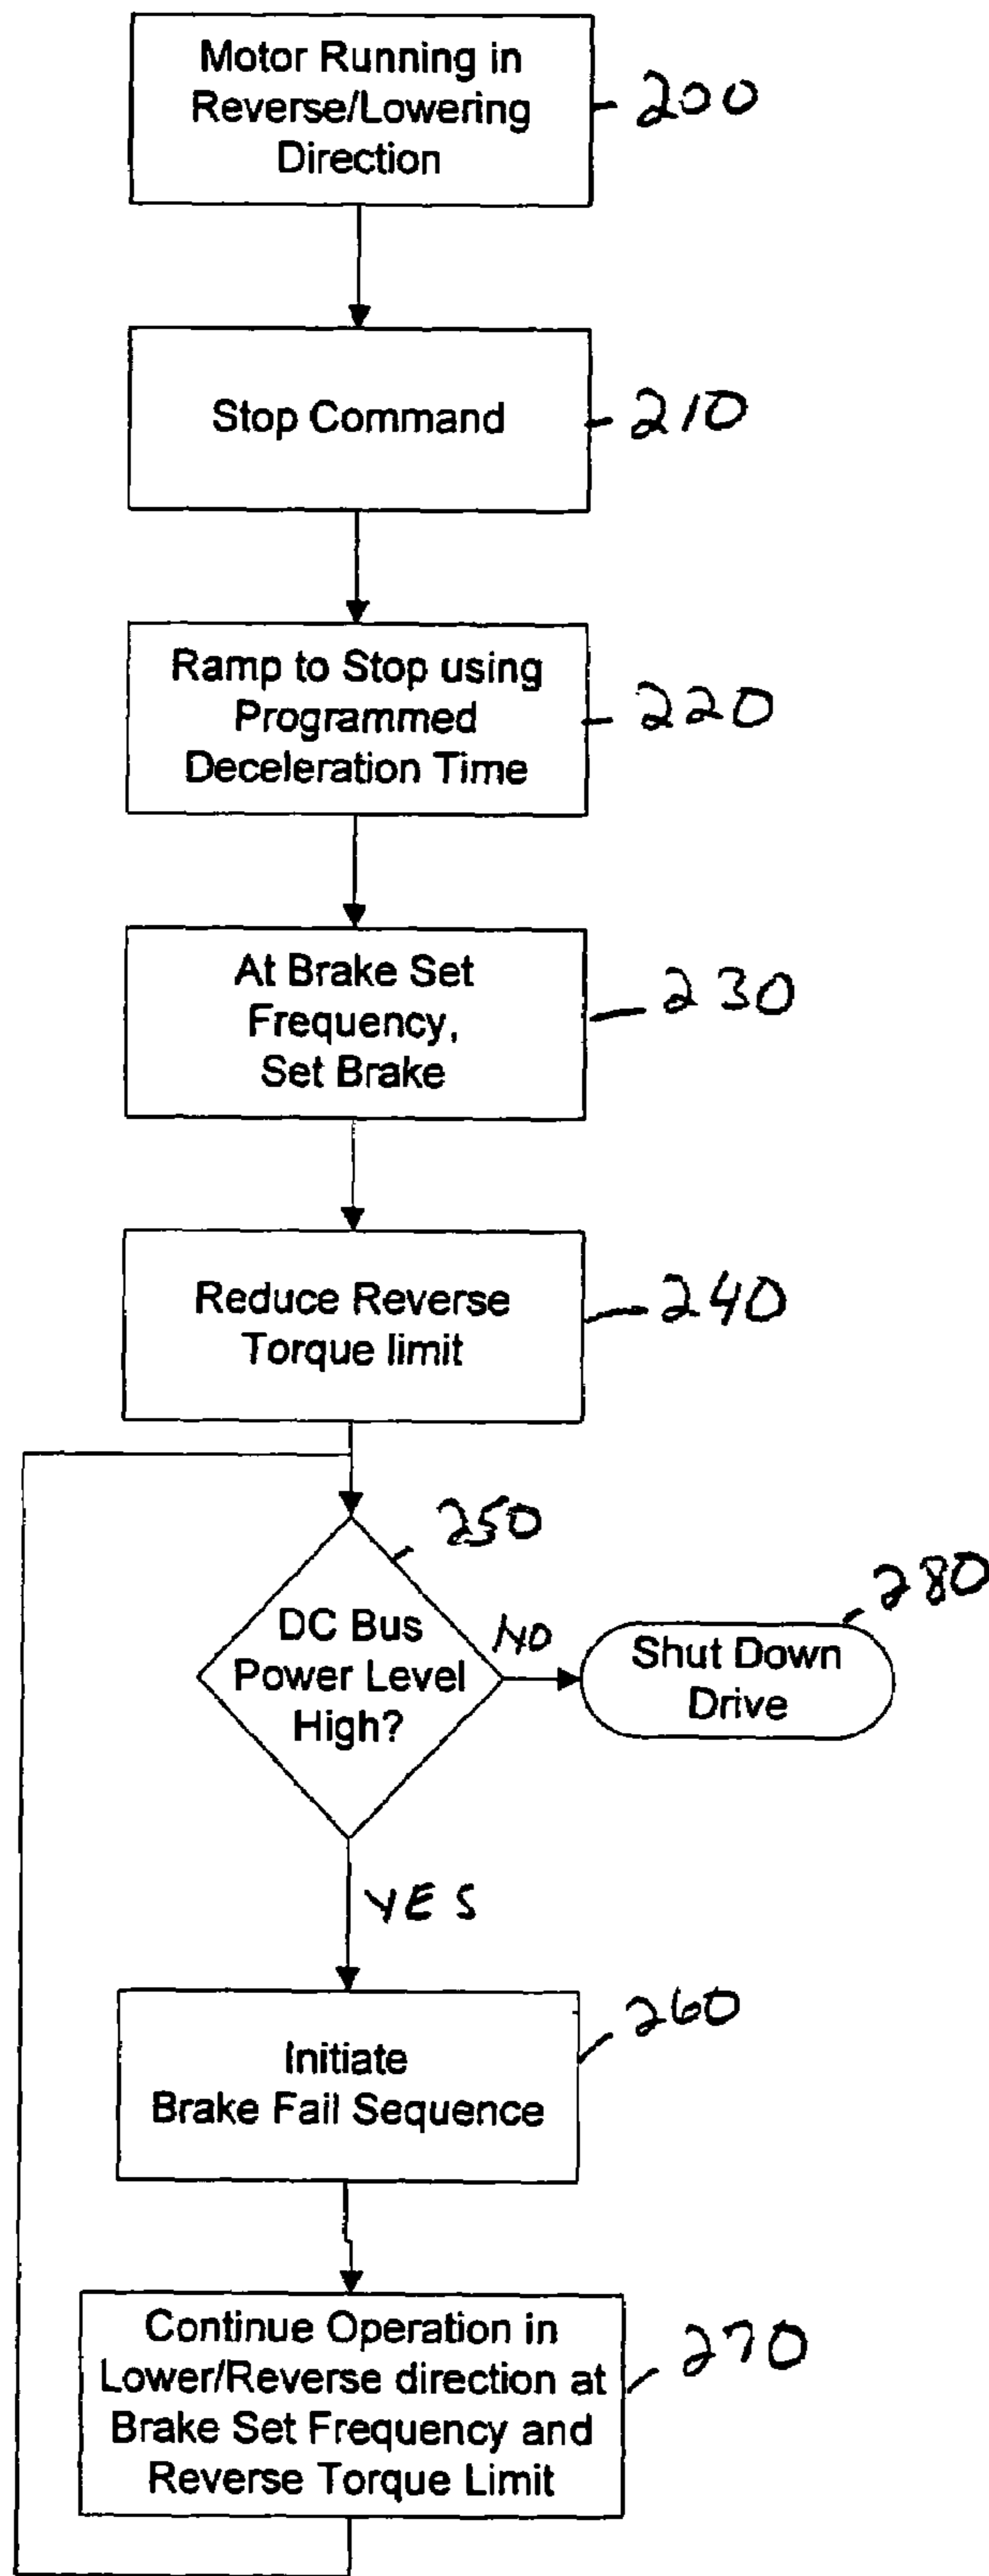 Motor Running in
Reverse/Lowering
Direction
200
Stop Command
210
Ramp to Stop using
Programmed
Deceleration Time
220
At Brake Set
Frequency,
Set Brake
230
Reduce Reverse
Torque limit
240
250
DC Bus
Power Level
High?
NO
280
Shut Down
Drive
YES
Initiate
Brake Fail Sequence
260
Continue Operation in
Lower/Reverse direction at
Brake Set Frequency and
Reverse Torque Limit
270